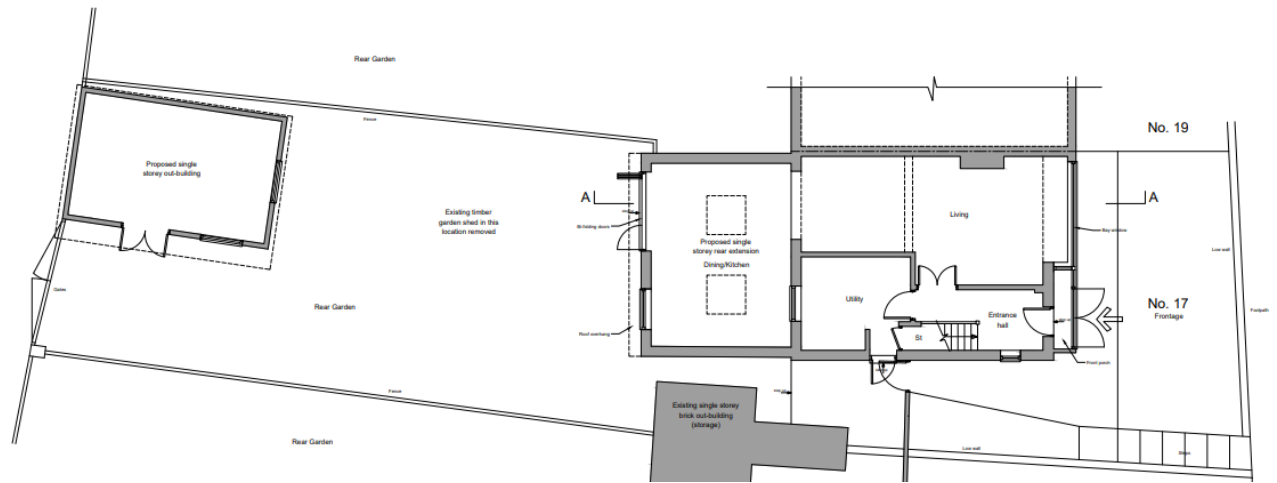 Rear Garden
No. 19
Fence
Proposed single
storey out-building
A
A
Existing timber
garden shed in this
location removed
Bi-folding doors
Living
Bay window
Proposed single
storey rear extension
Dining/Kitchen
Low wall
Gates
Rear Garden
Utility
Entrance
hall
No. 17
Frontage
Footpath
Roof overhang
St
Front porch
Fence
Existing single storey
brick out-building
(storage)
Rear Garden
Low wall
Steps